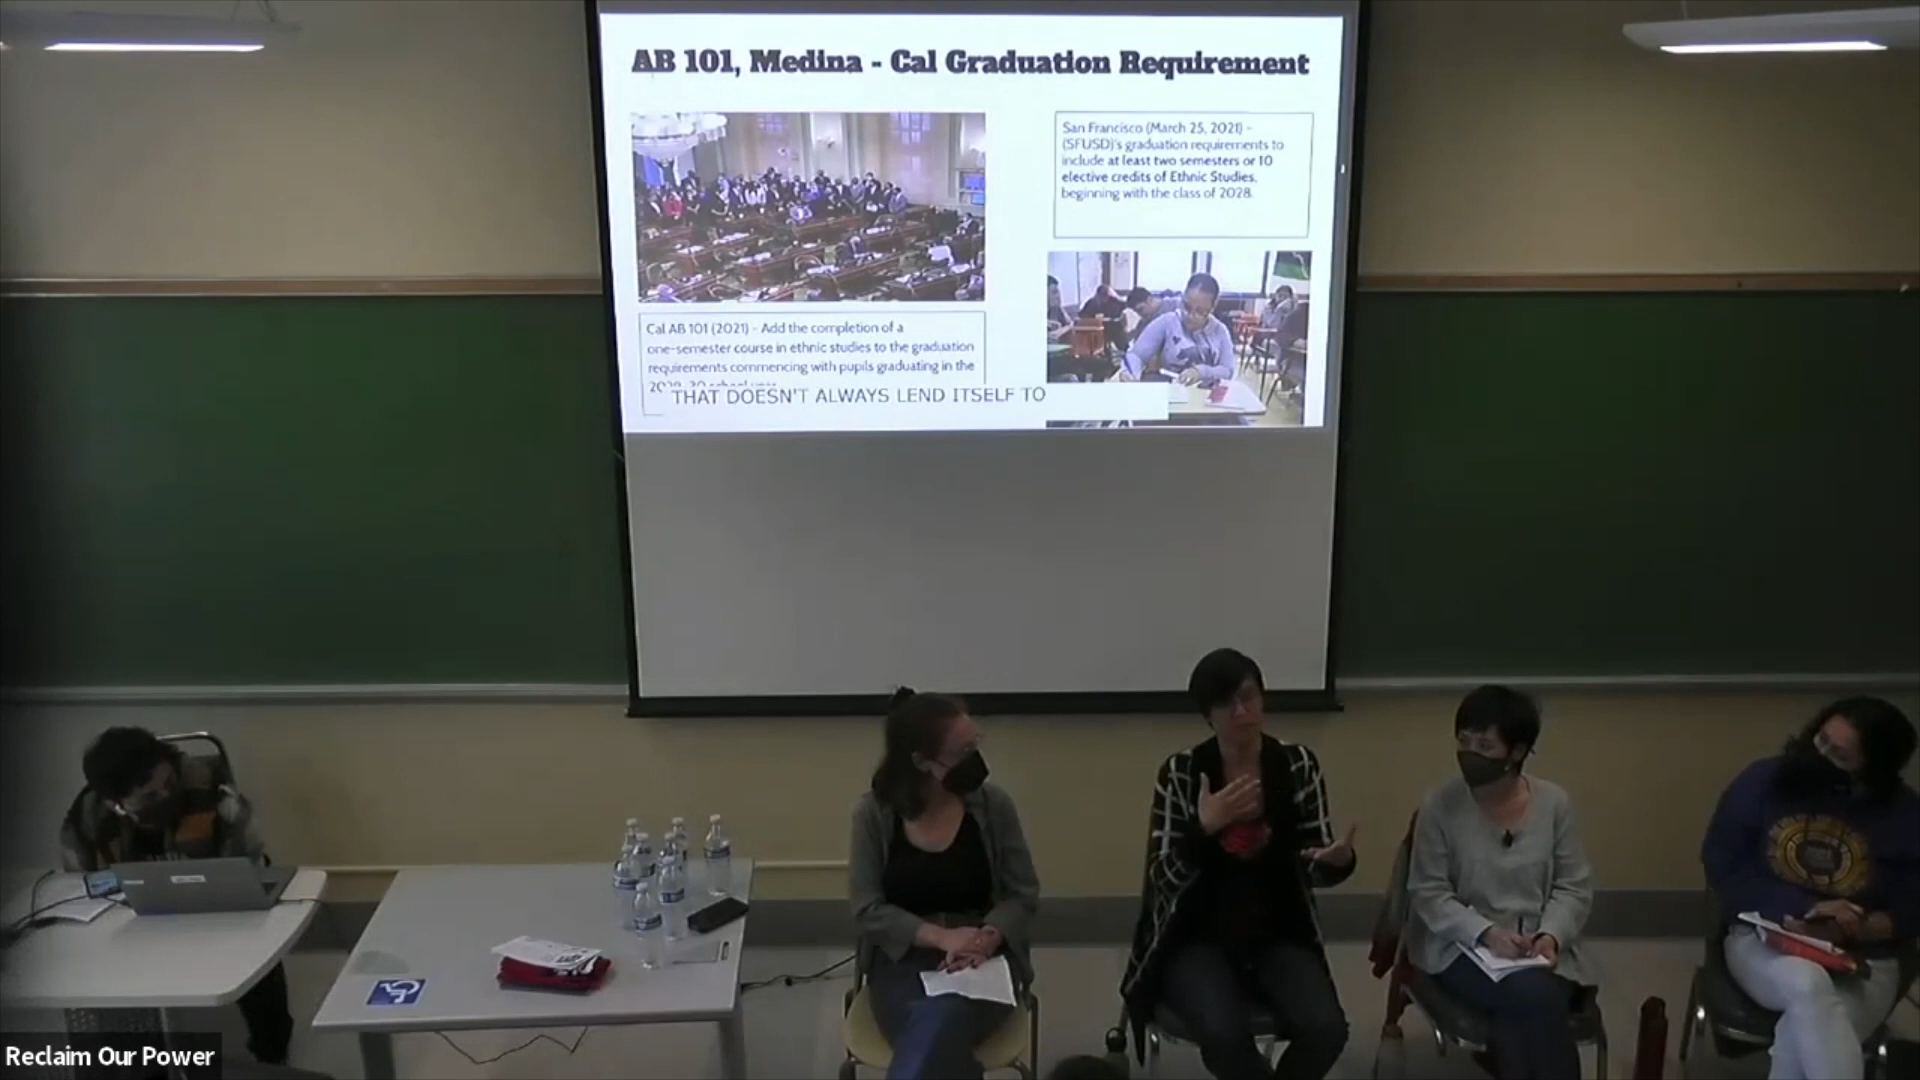 AB 101, Medina - Cal Graduation Requirement
San Francisco (March 25, 2021) -
(SFUSD)'s graduation requirements to
include at least two semesters or 10
elective credits of Ethnic Studies,
beginning with the class of 2028.
Cal AB 101 (2021) - Add the completion of a
one-semester course in ethnic studies to the graduation
requirements commencing with pupils graduating in the
THAT DOESN'T ALWAYS LEND ITSELF TO
Reclaim Our Power